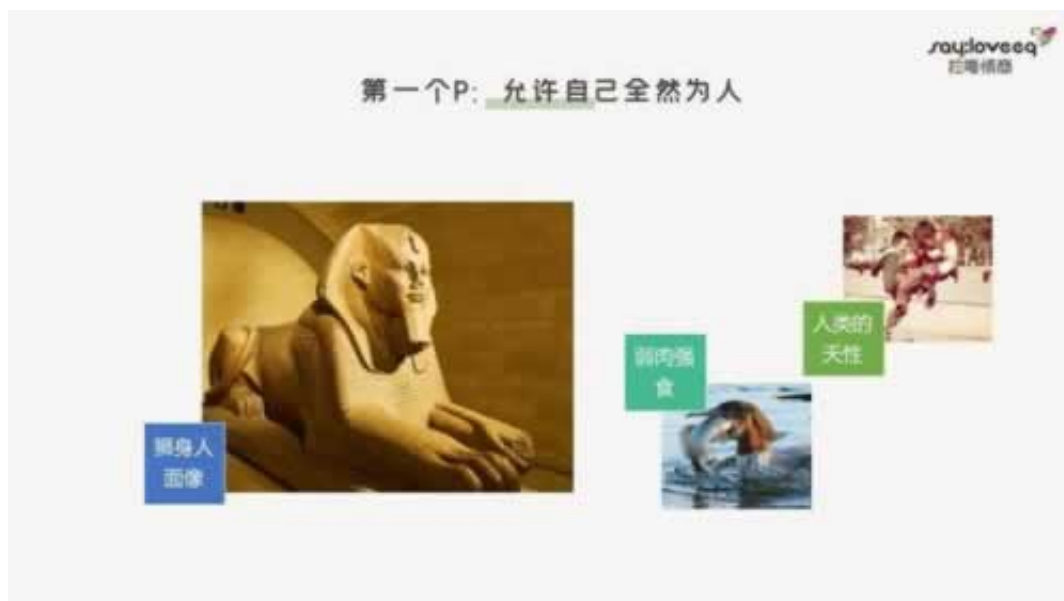 sayloveeq
第一个P: 允许自己全然为人
人类的
天性
弱肉强
食
狮身人
面像